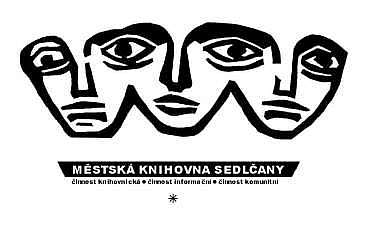 MĚSTSKÁ KNIHOVNA SEDLČANY
činnost knihovnická • činnost informační • činnost komunitní